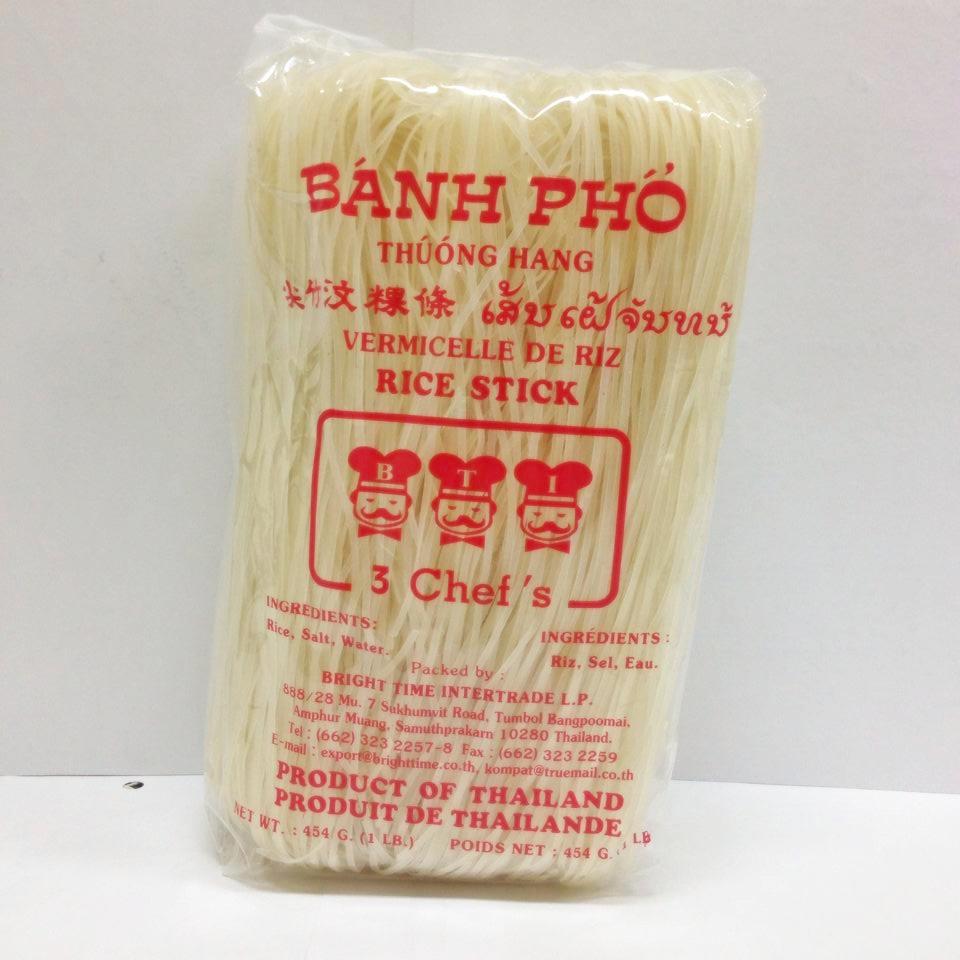 BÁNH PHỞ
THÚÓNG HANG
尖竹汶粿條 เส้นเฝ้จันทบ้
VERMICELLE DE RIZ
RICE STICK
B T I
3 Chef's
INGREDIENTS:
Rice, Salt, Water.
INGRÉDIENTS :
Riz, Sel, Eau.
Packed by :
BRIGHT TIME INTERTRADE L.P.
888/28 Mu. 7 Sukhumvit Road, Tumbol Bangpoomai,
Amphur Muang, Samuthprakarn 10280 Thailand.
Tel : (662) 323 2257-8 Fax : (662) 323 2259
E-mail : export@brighttime.co.th, kompat@truemail.co.th
PRODUCT OF THAILAND
PRODUIT DE THAILANDE
NET WT. : 454 G. (1 LB.) POIDS NET : 454 G. (1 LB